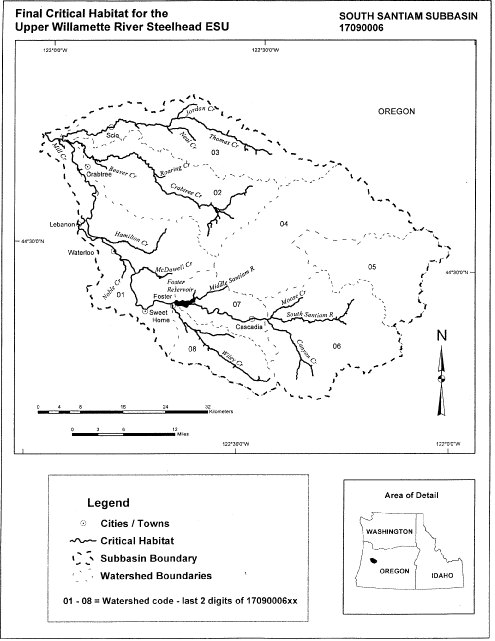 Final Critical Habitat for the
Upper Willamette River Steelhead ESU
SOUTH SANTIAM SUBBASIN
17090006
122°30'0"W
OREGON
Jordan Cr
Scio
Neal Cr
Thomas Cr
03
Mill Cr
Crabtree
Beaver Cr
Roaring Cr
Crabtree Cr
02
Lebanon
04
Hamilton Cr
44°30'0"N
Waterloo
McDowell Cr
05
44°30'0"N
Foster
Reservoir
Middle Santiam R
Noble Cr
01
Foster
07
Moose Cr
Sweet
Home
South Santiam R
Cascadia
08
Wiley Cr
Canyon Cr
06
N
0 4 8 16 24 32
Kilometers
0 3 6 12
Miles
122°30'0"W
122°0'0"W
Legend
Cities / Towns
Critical Habitat
Subbasin Boundary
Watershed Boundaries
01 - 08 = Watershed code - last 2 digits of 17090006xx
Area of Detail
WASHINGTON
OREGON
IDAHO